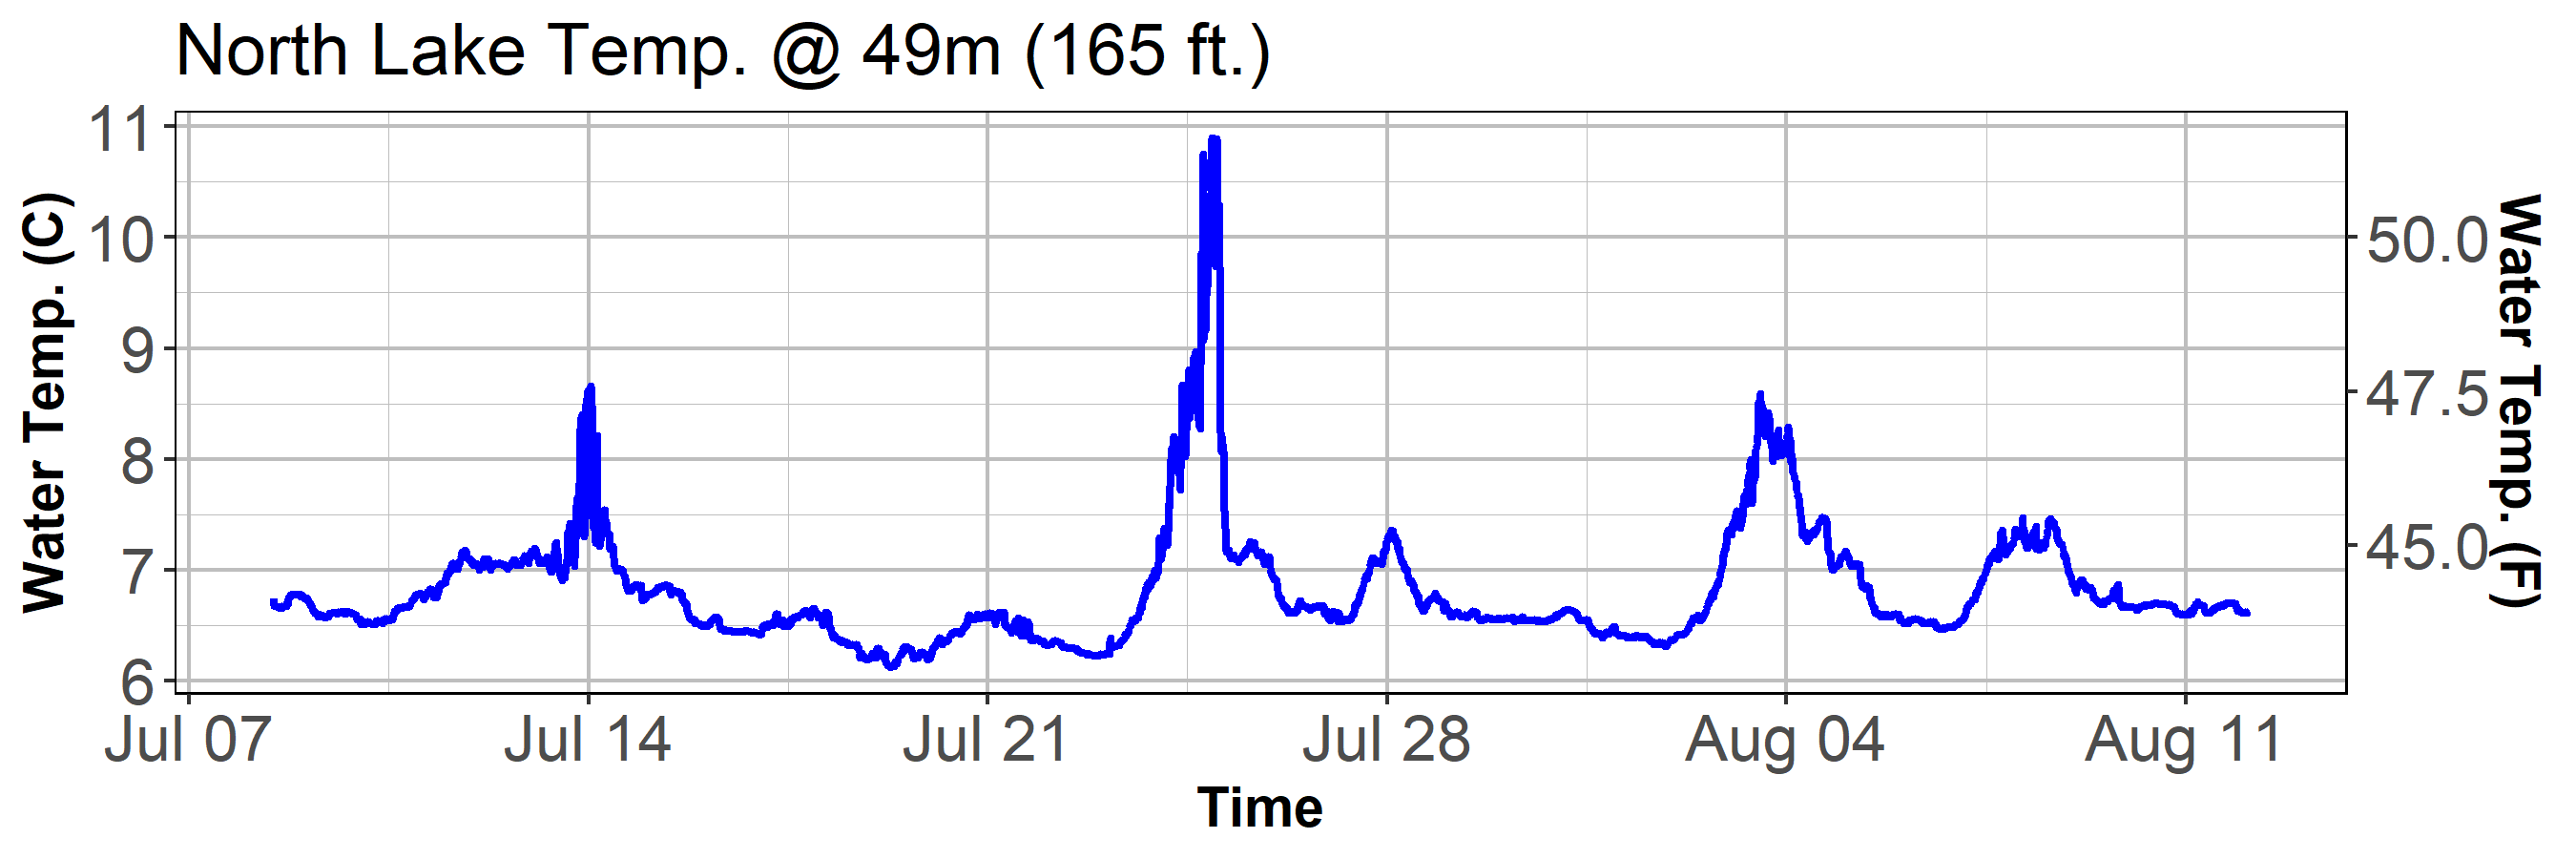 North Lake Temp. @ 49m (165 ft.)
Water Temp. (C)
11
10
9
8
7
6
50.0
47.5
45.0
Water Temp. (F)
Jul 07
Jul 14
Jul 21
Jul 28
Aug 04
Aug 11
Time